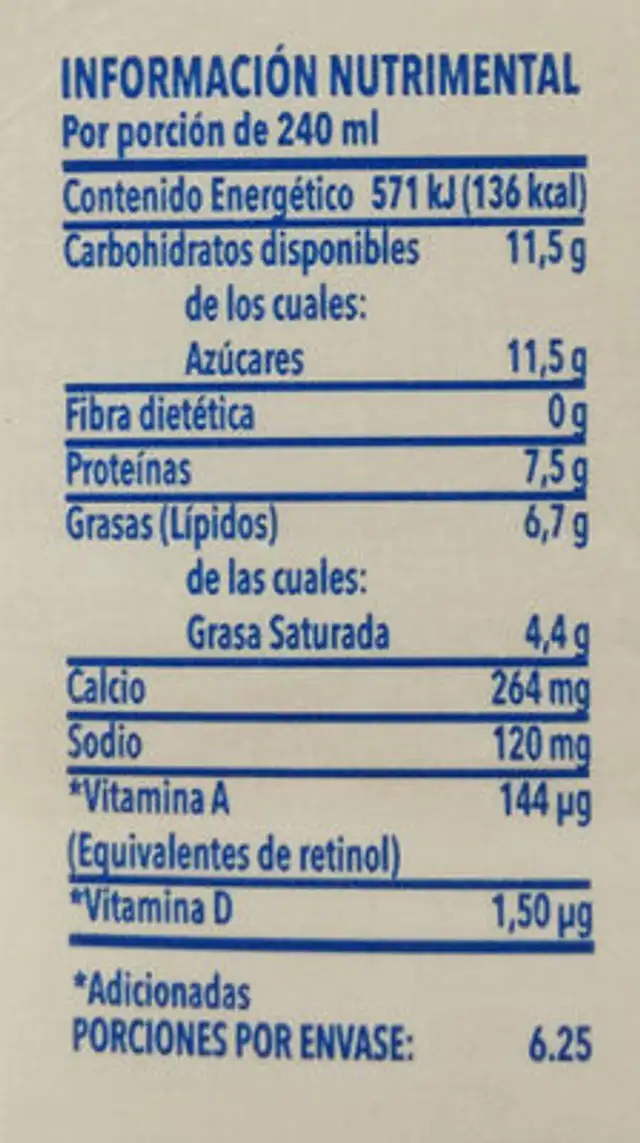 INFORMACIÓN NUTRIMENTAL
Por porción de 240 ml
Contenido Energético 571 kJ (136 kcal)
Carbohidratos disponibles 11,5 g
de los cuales:
Azúcares 11,5 g
Fibra dietética 0 g
Proteínas 7,5 g
Grasas (Lípidos) 6,7 g
de las cuales:
Grasa Saturada 4,4 g
Calcio 264 mg
Sodio 120 mg
*Vitamina A 144 µg
(Equivalentes de retinol)
*Vitamina D 1,50 µg
*Adicionadas
PORCIONES POR ENVASE: 6.25